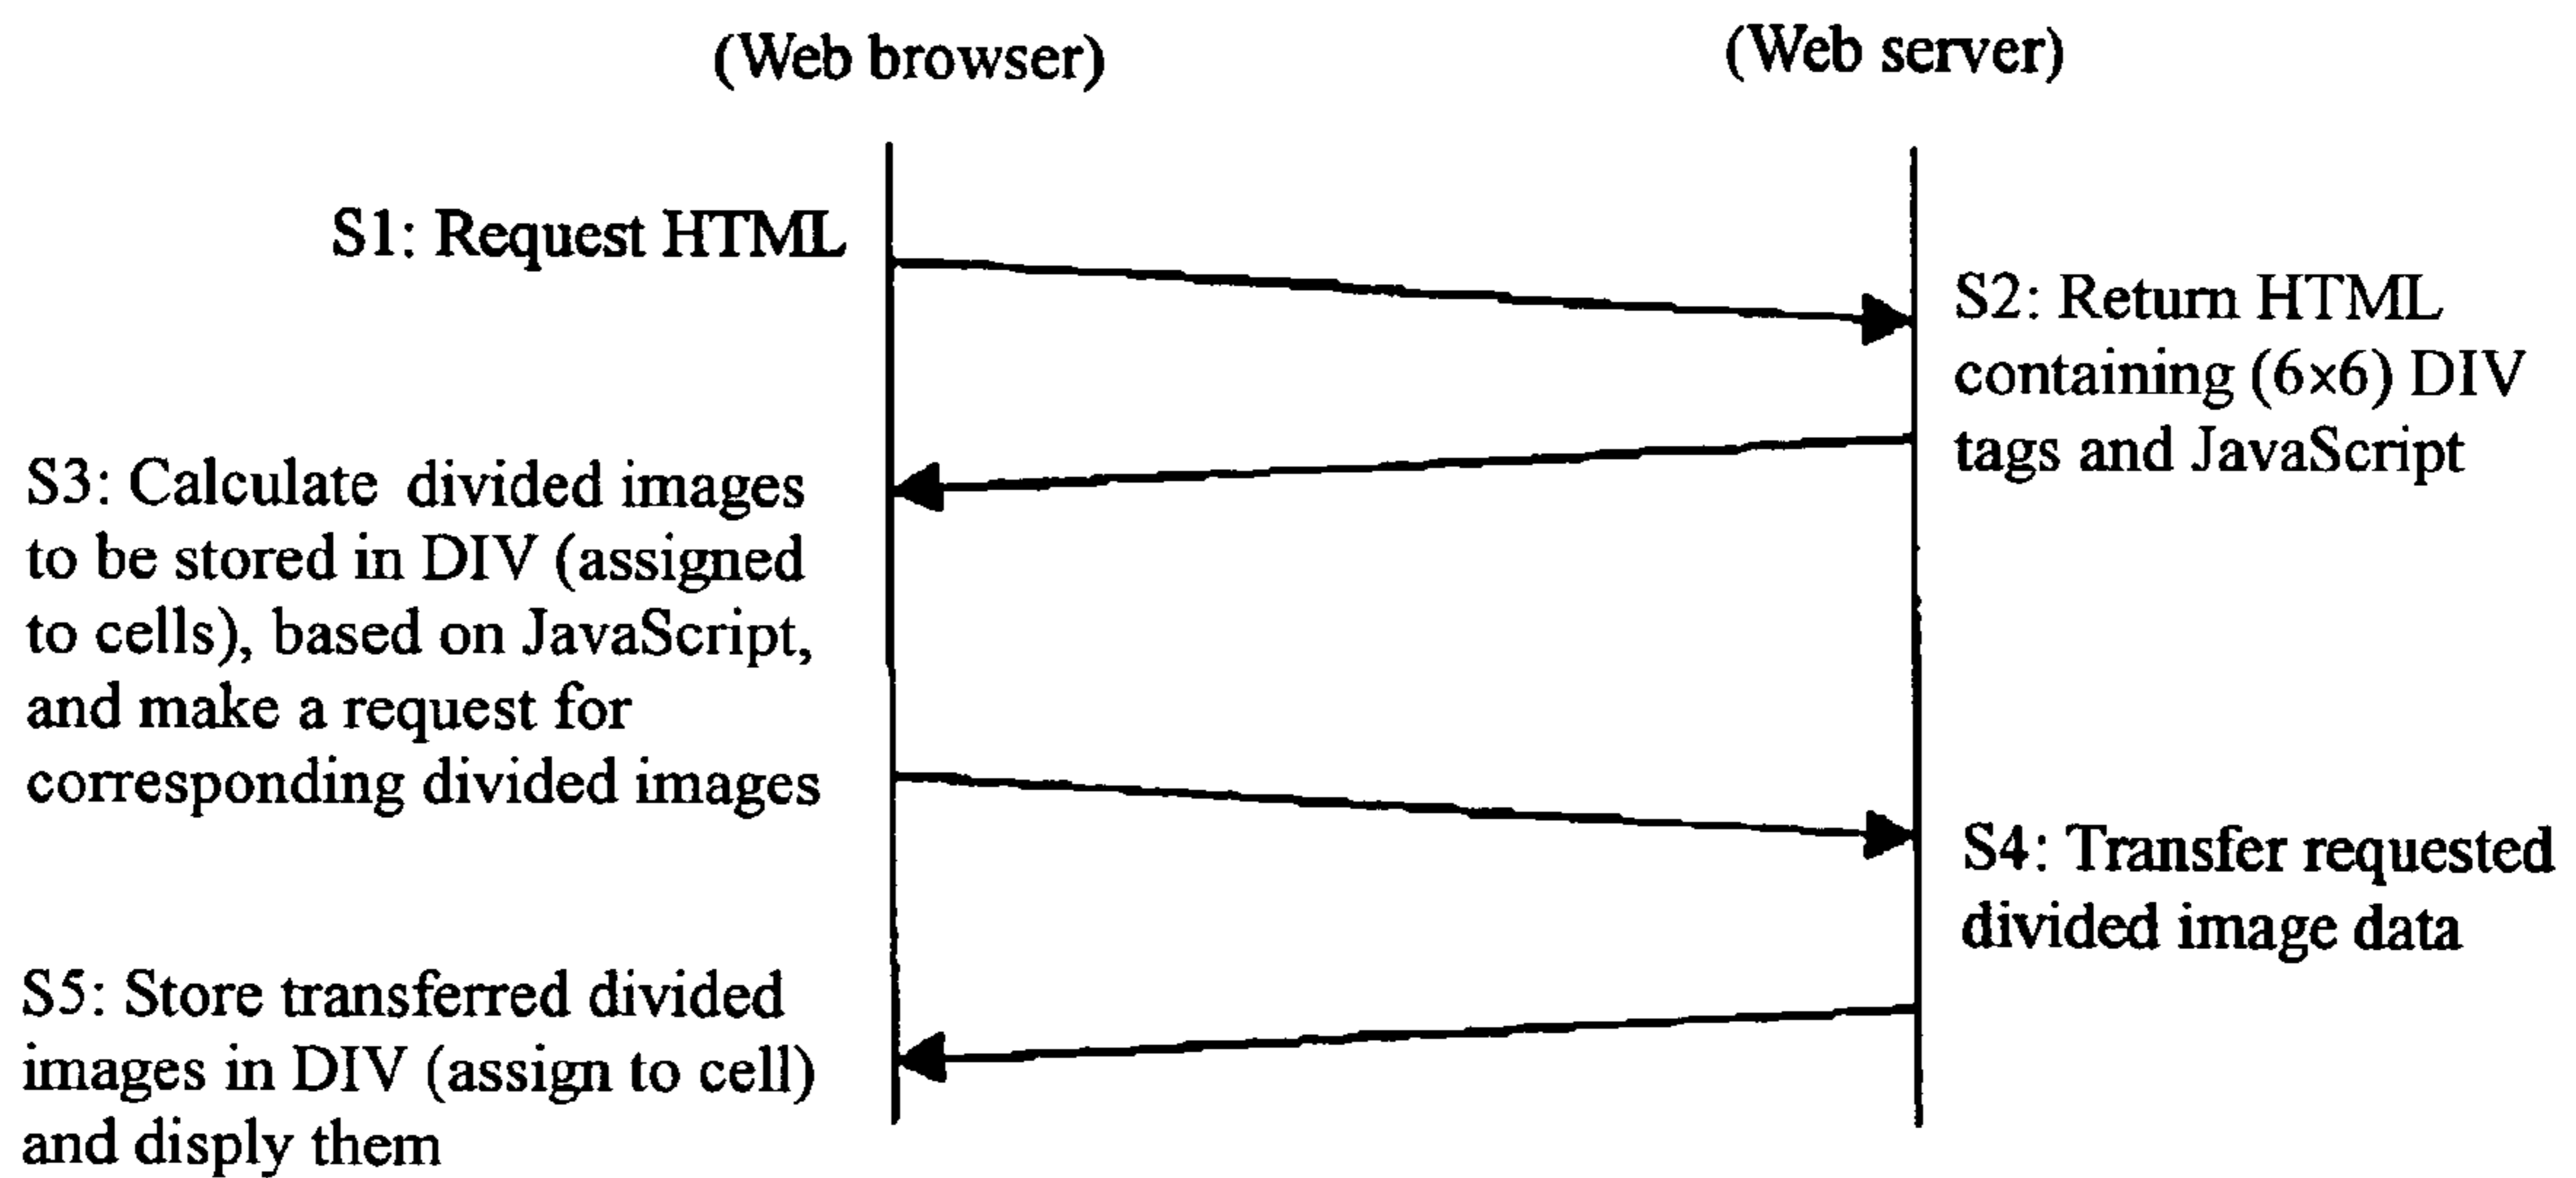 (Web browser)
(Web server)
S1: Request HTML
S2: Return HTML
containing (6×6) DIV
tags and JavaScript
S3: Calculate divided images
to be stored in DIV (assigned
to cells), based on JavaScript,
and make a request for
corresponding divided images
S4: Transfer requested
divided image data
S5: Store transferred divided
images in DIV (assign to cell)
and disply them